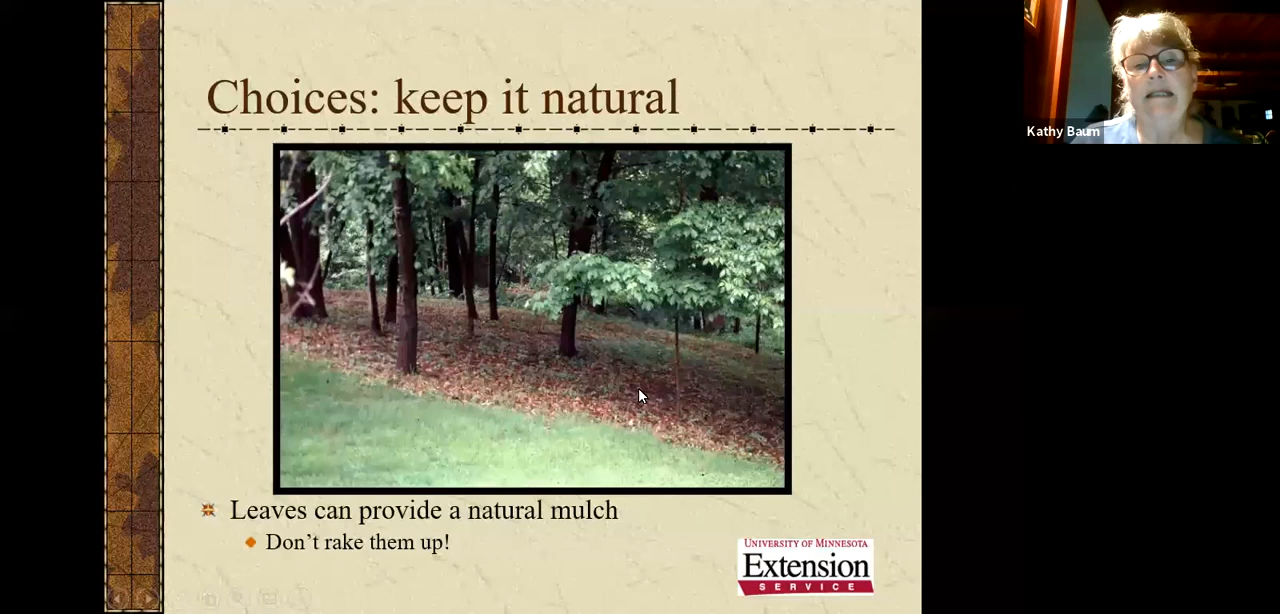 Choices: keep it natural
Leaves can provide a natural mulch
Don’t rake them up!
UNIVERSITY OF MINNESOTA
Extension
SERVICE
Kathy Baum